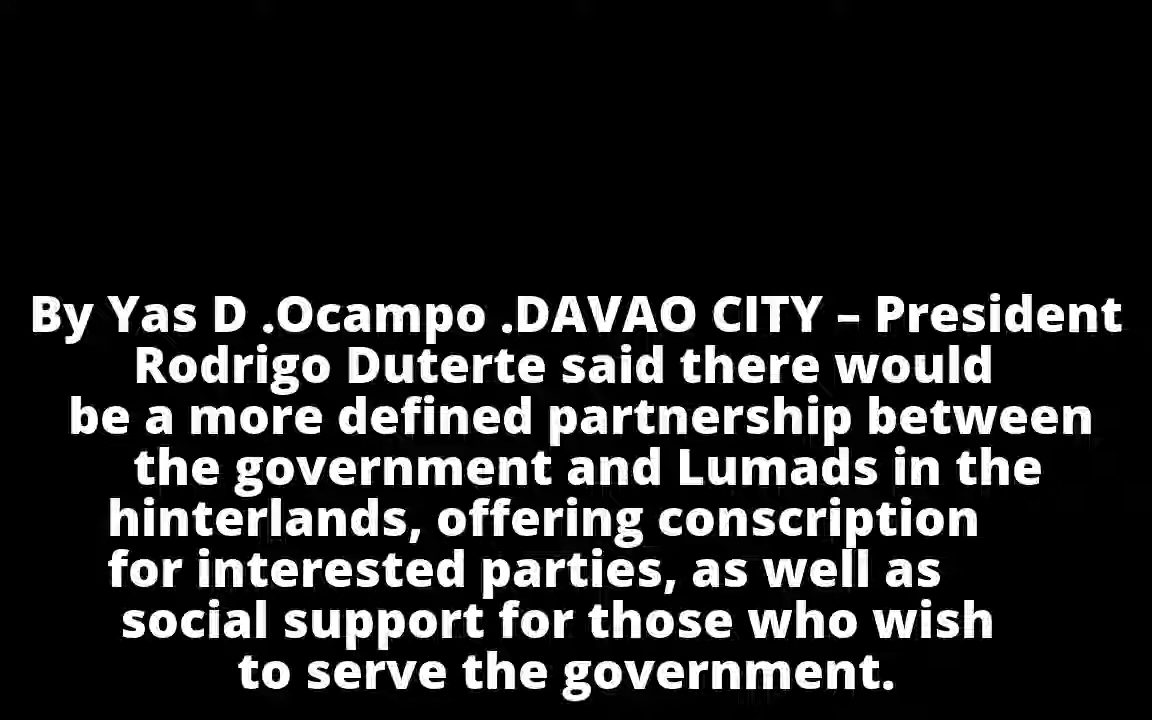 By Yas D .Ocampo .DAVAO CITY – President
Rodrigo Duterte said there would
be a more defined partnership between
the government and Lumads in the
hinterlands, offering conscription
for interested parties, as well as
social support for those who wish
to serve the government.